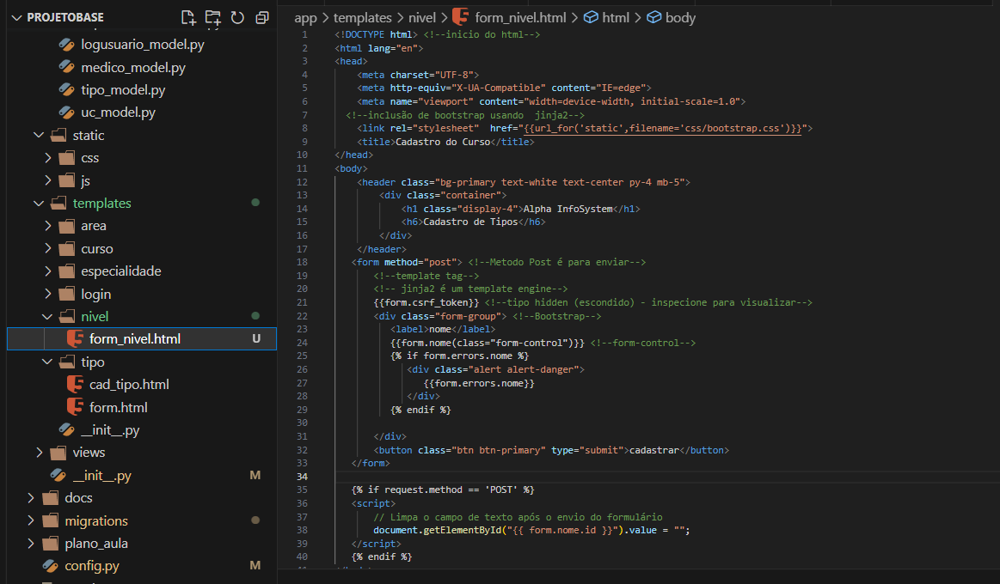 PROJETOBASE
logusuario_model.py
medico_model.py
tipo_model.py
uc_model.py
static
css
js
templates
area
curso
especialidade
login
nivel
form_nivel.html U
tipo
cad_tipo.html
form.html
__init__.py
views
__init__.py M
docs
migrations
plano_aula
config.py M
app > templates > nivel > form_nivel.html > html > body
1 <!DOCTYPE html> <!--inicio do html-->
2 <html lang="en">
3 <head>
4 <meta charset="UTF-8">
5 <meta http-equiv="X-UA-Compatible" content="IE=edge">
6 <meta name="viewport" content="width=device-width, initial-scale=1.0">
7 <!--inclusão de bootstrap usando  jinja2-->
8 <link rel="stylesheet"  href="{{url_for('static',filename='css/bootstrap.css')}}">
9 <title>Cadastro do Curso</title>
10 </head>
11 <body>
12 <header class="bg-primary text-white text-center py-4 mb-5">
13 <div class="container">
14 <h1 class="display-4">Alpha InfoSystem</h1>
15 <h6>Cadastro de Tipos</h6>
16 </div>
17 </header>
18 <form method="post"> <!--Metodo Post é para enviar-->
19 <!--template tag-->
20 <!-- jinja2 é um template engine-->
21 {{form.csrf_token}} <!--tipo hidden (escondido) - inspecione para visualizar-->
22 <div class="form-group"> <!--Bootstrap-->
23 <label>nome</label>
24 {{form.nome(class="form-control")}} <!--form-control-->
25 {% if form.errors.nome %}
26 <div class="alert alert-danger">
27 {{form.errors.nome}}
28 </div>
29 {% endif %}
30
31 </div>
32 <button class="btn btn-primary" type="submit">cadastrar</button>
33 </form>
34
35 {% if request.method == 'POST' %}
36 <script>
37 // Limpa o campo de texto após o envio do formulário
38 document.getElementById("{{ form.nome.id }}").value = "";
39 </script>
40 {% endif %}